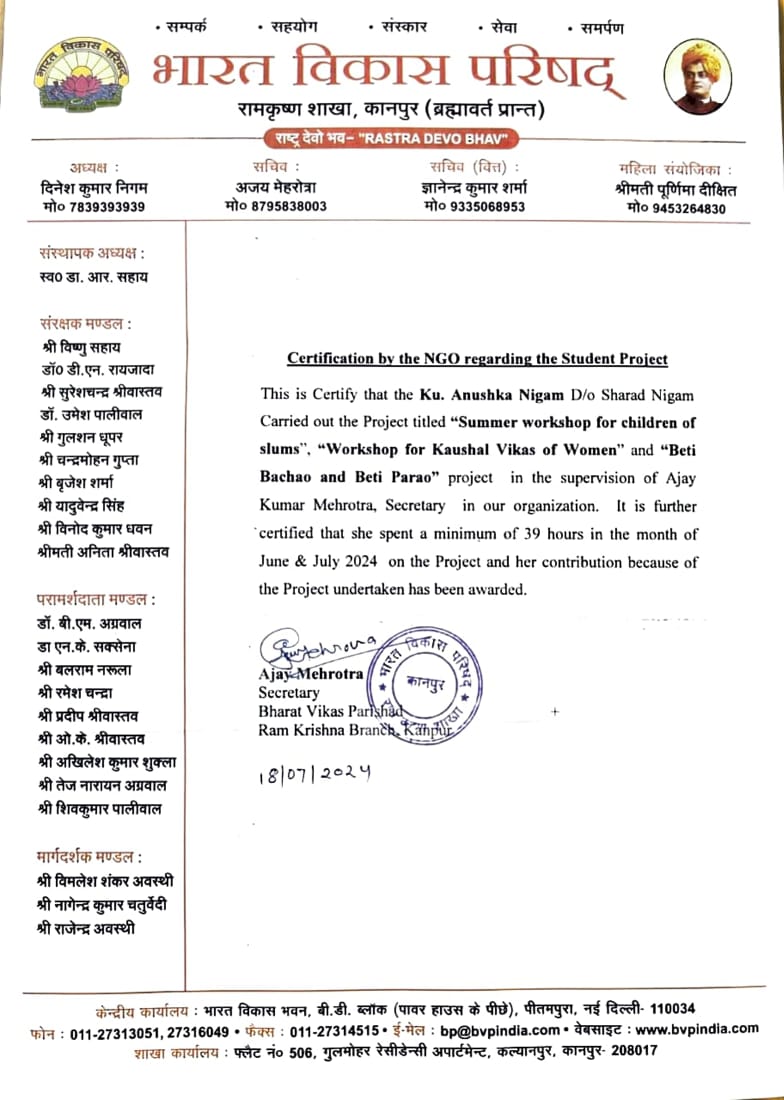 • सम्पर्क • सहयोग • संस्कार • सेवा • समर्पण
भारत विकास परिषद्
भारत विकास परिषद्
रामकृष्ण शाखा, कानपुर (ब्रह्मावर्त प्रान्त)
राष्ट्र देवो भव– "RASTRA DEVO BHAV"
अध्यक्ष :
दिनेश कुमार निगम
मो० 7839393939
सचिव :
अजय मेहरोत्रा
मो० 8795838003
सचिव (वित्त) :
ज्ञानेन्द्र कुमार शर्मा
मो० 9335068953
महिला संयोजिका :
श्रीमती पूर्णिमा दीक्षित
मो० 9453264830
संस्थापक अध्यक्ष :
स्व0 डा. आर. सहाय
संरक्षक मण्डल :
श्री विष्णु सहाय
डॉ0 डी.एन. रायजादा
श्री सुरेशचन्द्र श्रीवास्तव
डॉ. उमेश पालीवाल
श्री गुलशन धूपर
श्री चन्द्रमोहन गुप्ता
श्री बृजेश शर्मा
श्री यादुवेन्द्र सिंह
श्री विनोद कुमार धवन
श्रीमती अनिता श्रीवास्तव
परामर्शदाता मण्डल :
डॉ. बी.एम. अग्रवाल
डा एन.के. सक्सेना
श्री बलराम नरूला
श्री रमेश चन्द्रा
श्री प्रदीप श्रीवास्तव
श्री ओ.के. श्रीवास्तव
श्री अखिलेश कुमार शुक्ला
श्री तेज नारायन अग्रवाल
श्री शिवकुमार पालीवाल
मार्गदर्शक मण्डल :
श्री विमलेश शंकर अवस्थी
श्री नागेन्द्र कुमार चतुर्वेदी
श्री राजेन्द्र अवस्थी
Certification by the NGO regarding the Student Project
This is Certify that the Ku. Anushka Nigam D/o Sharad Nigam
Carried out the Project titled “Summer workshop for children of
slums”, “Workshop for Kaushal Vikas of Women” and “Beti
Bachao and Beti Parao” project in the supervision of Ajay
Kumar Mehrotra, Secretary in our organization. It is further
certified that she spent a minimum of 39 hours in the month of
June & July 2024 on the Project and her contribution because of
the Project undertaken has been awarded.
Ajay Mehrotra
Secretary
Bharat Vikas Parishad
Ram Krishna Branch, Kanpur
भारत विकास परिषद
कानपुर
शाखा
18/07/2024
केन्द्रीय कार्यालय : भारत विकास भवन, बी.डी. ब्लॉक (पावर हाउस के पीछे), पीतमपुरा, नई दिल्ली- 110034
फोन : 011-27313051, 27316049 • फैक्स : 011-27314515 • ई-मेल : bp@bvpindia.com • वेबसाइट : www.bvpindia.com
शाखा कार्यालय : फ्लैट नं० 506, गुलमोहर रेसीडेन्सी अपार्टमेन्ट, कल्यानपुर, कानपुर- 208017